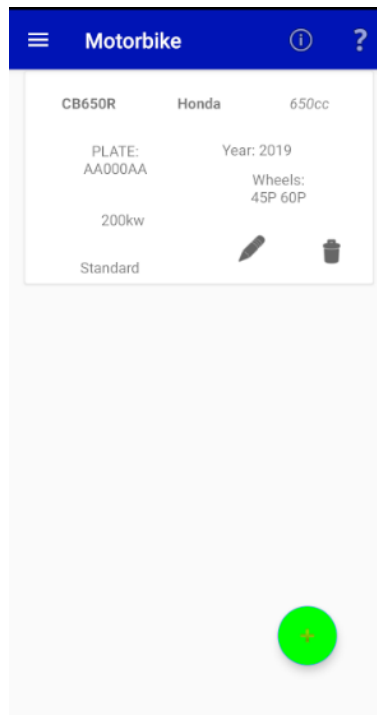 Motorbike
CB650R Honda 650cc
PLATE:
AA000AA
Year: 2019
Wheels:
45P 60P
200kw
Standard